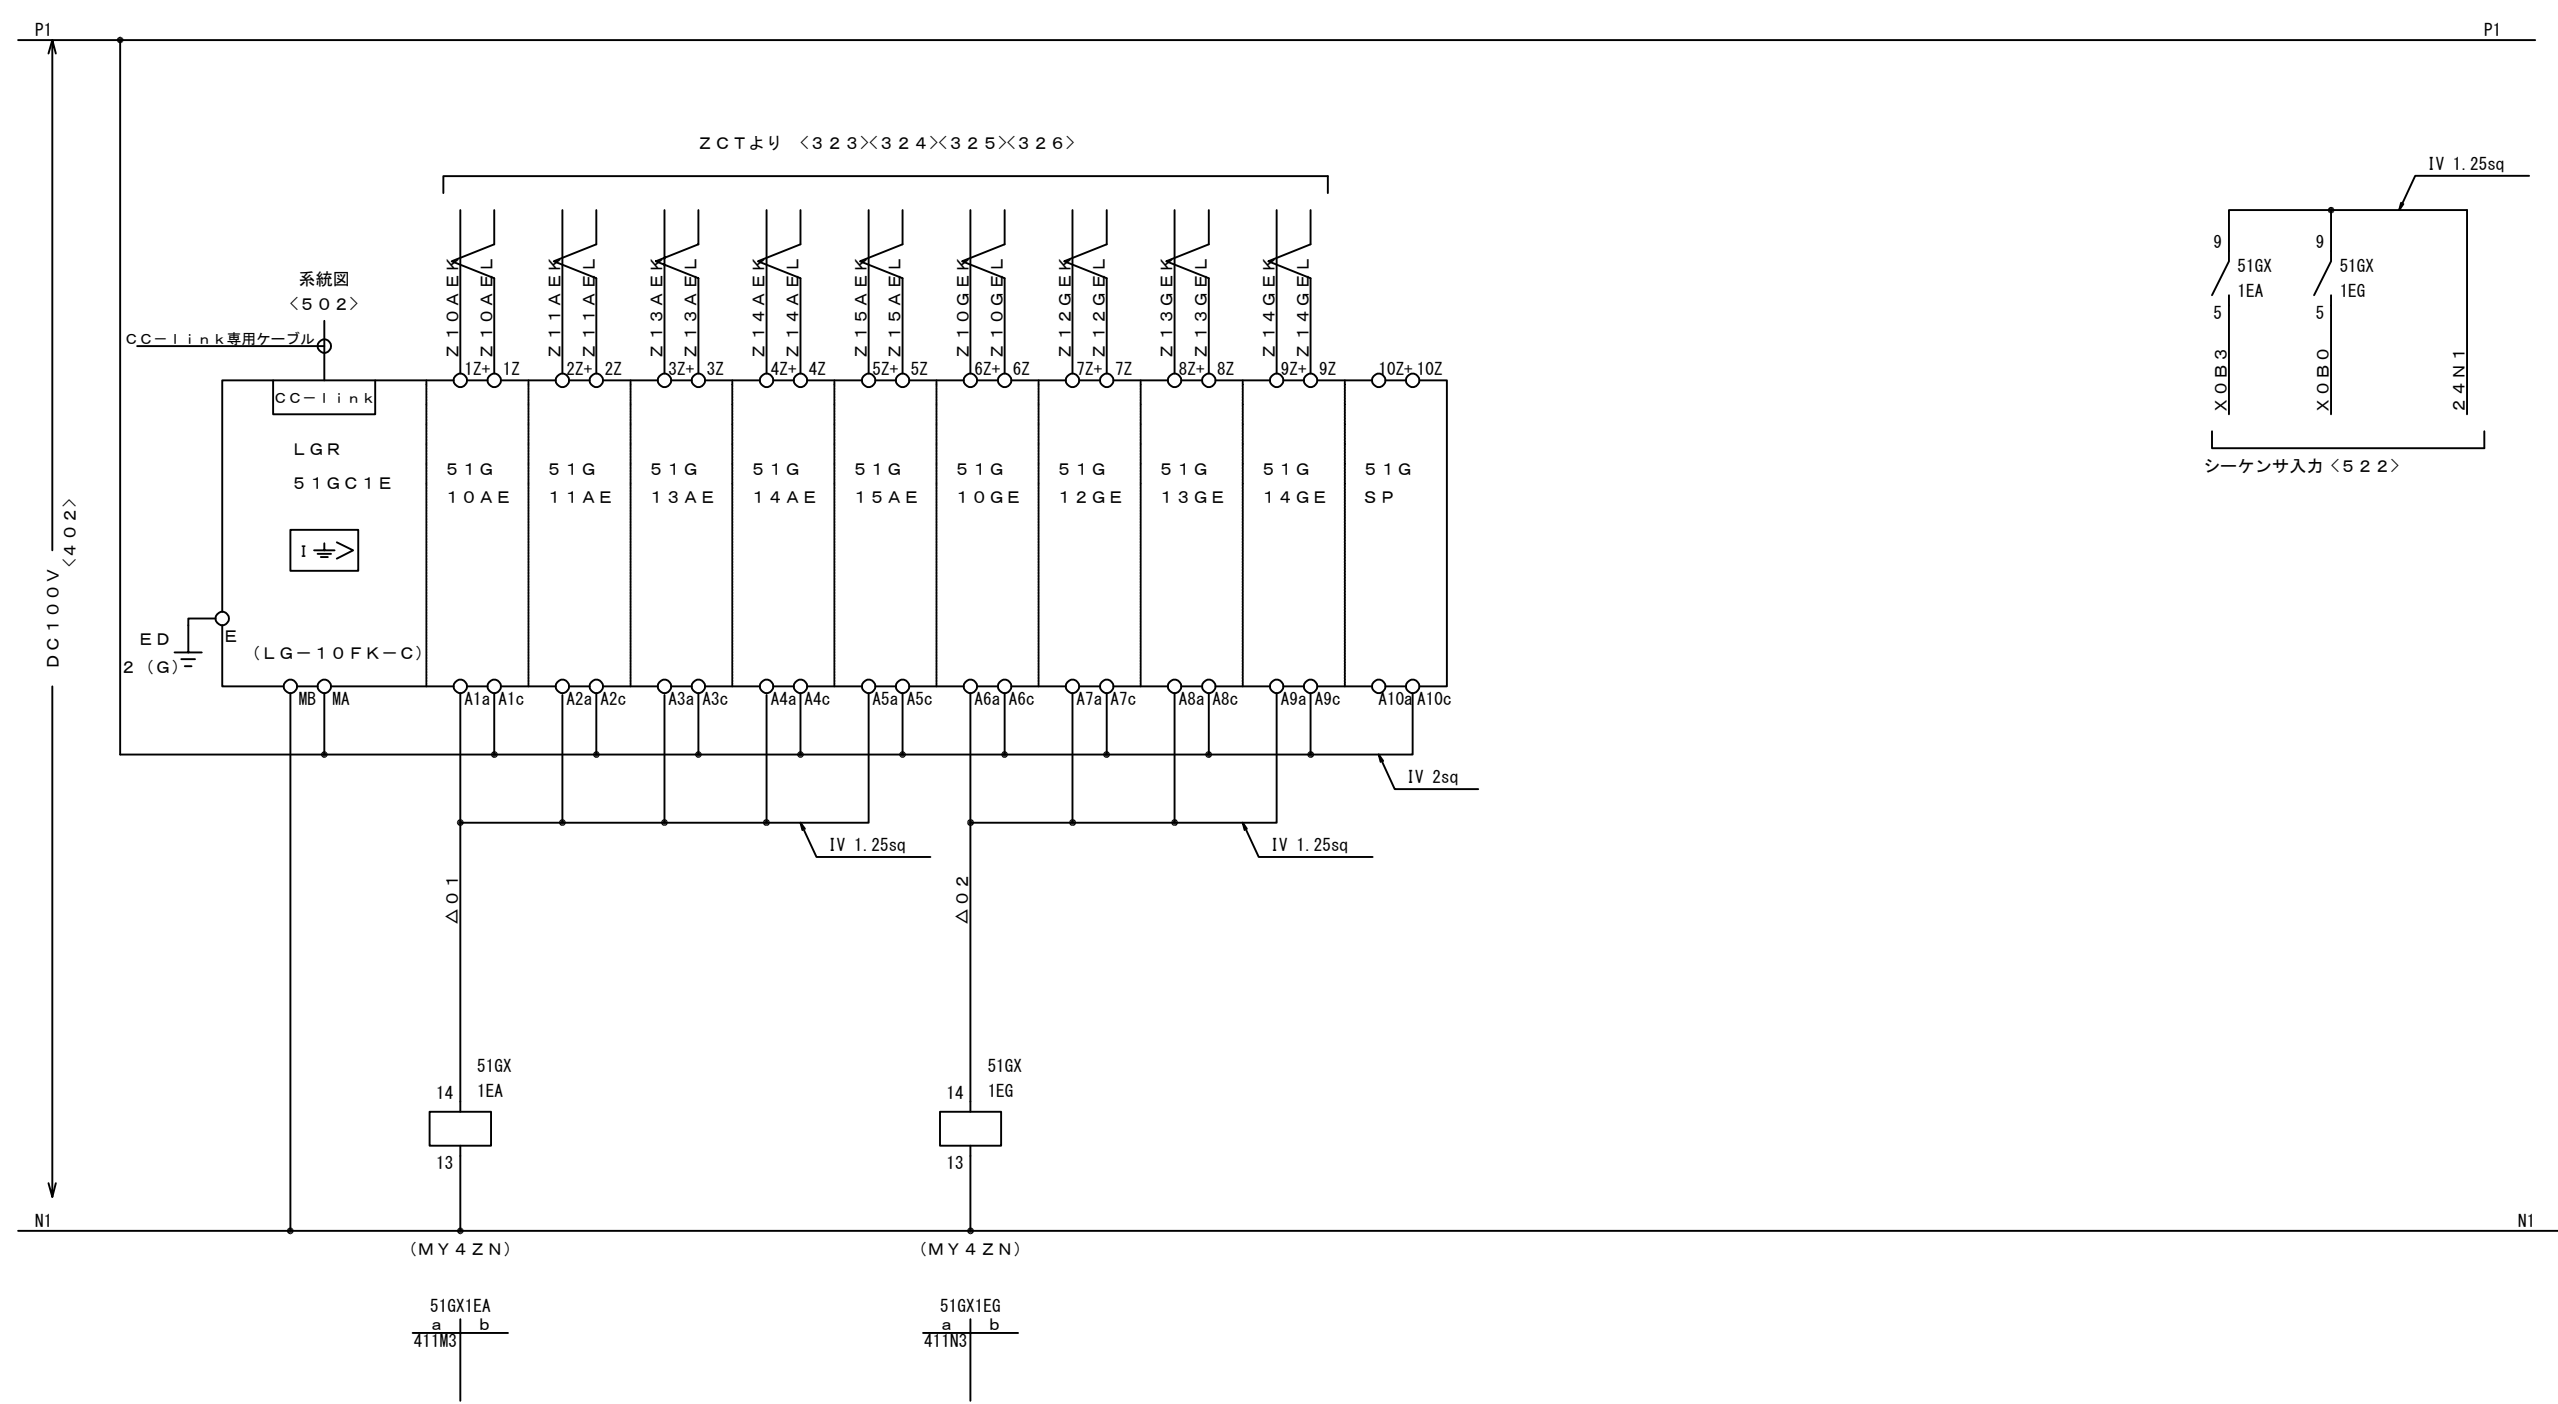 P1
P1
ZCTより <323><324><325><326>
IV 1.25sq
系統図
<502>
CC-link専用ケーブル
Z10AEK
Z10AEL
Z11AEK
Z11AEL
Z13AEK
Z13AEL
Z14AEK
Z14AEL
Z15AEK
Z15AEL
Z10GEK
Z10GEL
Z12GEK
Z12GEL
Z13GEK
Z13GEL
Z14GEK
Z14GEL
9
51GX
1EA
5
X0B3
9
51GX
1EG
5
X0B0
24N1
シーケンサ入力<522>
1Z+ 1Z
2Z+ 2Z
3Z+ 3Z
4Z+ 4Z
5Z+ 5Z
6Z+ 6Z
7Z+ 7Z
8Z+ 8Z
9Z+ 9Z
10Z+ 10Z
CC-link
LGR
51GC1E
I
(LG-10FK-C)
51G
10AE
51G
11AE
51G
13AE
51G
14AE
51G
15AE
51G
10GE
51G
12GE
51G
13GE
51G
14GE
51G
SP
DC100V
<402>
ED
2 (G)
E
MB
MA
A1a A1c
A2a A2c
A3a A3c
A4a A4c
A5a A5c
A6a A6c
A7a A7c
A8a A8c
A9a A9c
A10a A10c
IV 2sq
IV 1.25sq
IV 1.25sq
△01
△02
51GX
1EA
14
13
51GX
1EG
14
13
N1
N1
(MY4ZN)
(MY4ZN)
51GX1EA
a b
411M3
51GX1EG
a b
411N3